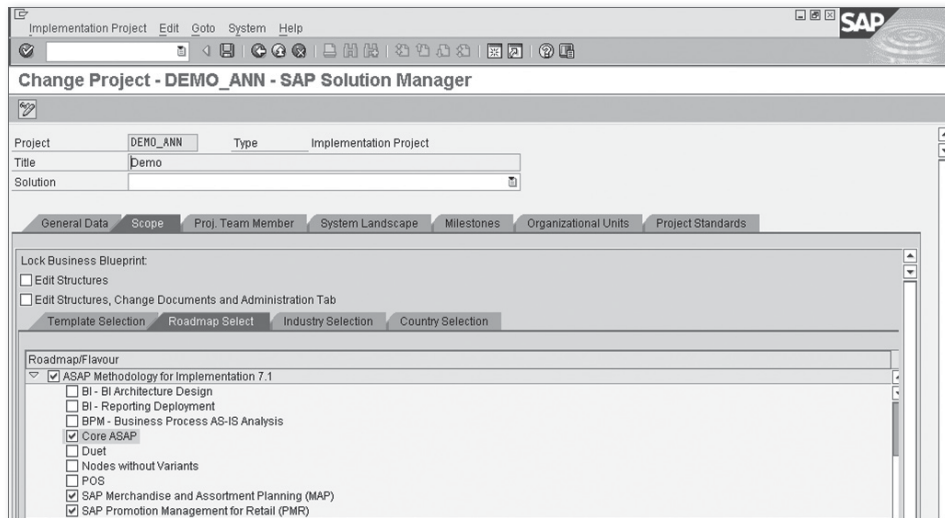 Implementation Project Edit Goto System Help
SAP
Change Project - DEMO_ANN - SAP Solution Manager
Project DEMO_ANN Type Implementation Project
Title Demo
Solution
General Data Scope Proj. Team Member System Landscape Milestones Organizational Units Project Standards
Lock Business Blueprint:
Edit Structures
Edit Structures, Change Documents and Administration Tab
Template Selection Roadmap Select Industry Selection Country Selection
Roadmap/Flavour
ASAP Methodology for Implementation 7.1
BI - BI Architecture Design
BI - Reporting Deployment
BPM - Business Process AS-IS Analysis
Core ASAP
Duet
Nodes without Variants
POS
SAP Merchandise and Assortment Planning (MAP)
SAP Promotion Management for Retail (PMR)